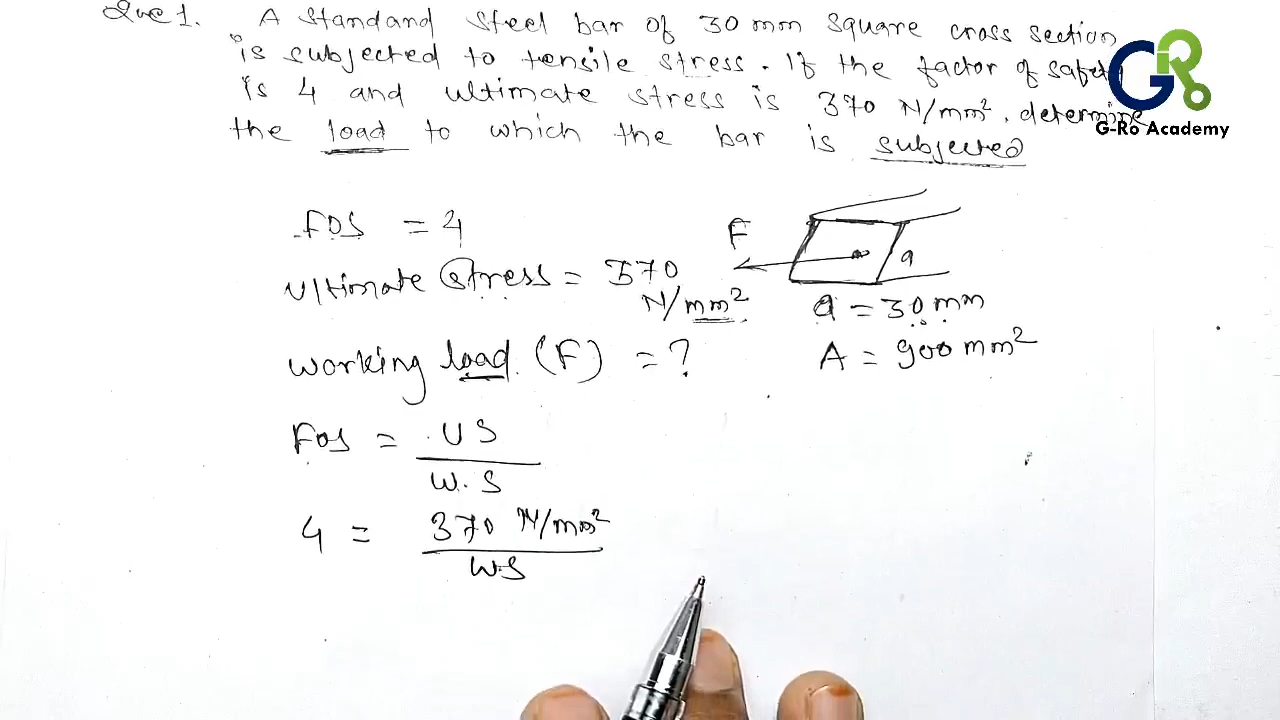 Que 1. A standard steel bar of 30 mm square cross section
is subjected to tensile stress. If the factor of safety
is 4 and ultimate stress is 370 N/mm². determine
the load to which the bar is subjected
GR
G-Ro Academy
FOS = 4
Ultimate Stress = 370
N/mm²
F
a
a = 30 mm
A = 900 mm²
Working load (F) = ?
FOS = US
W.S
4 = 370 N/mm²
WS